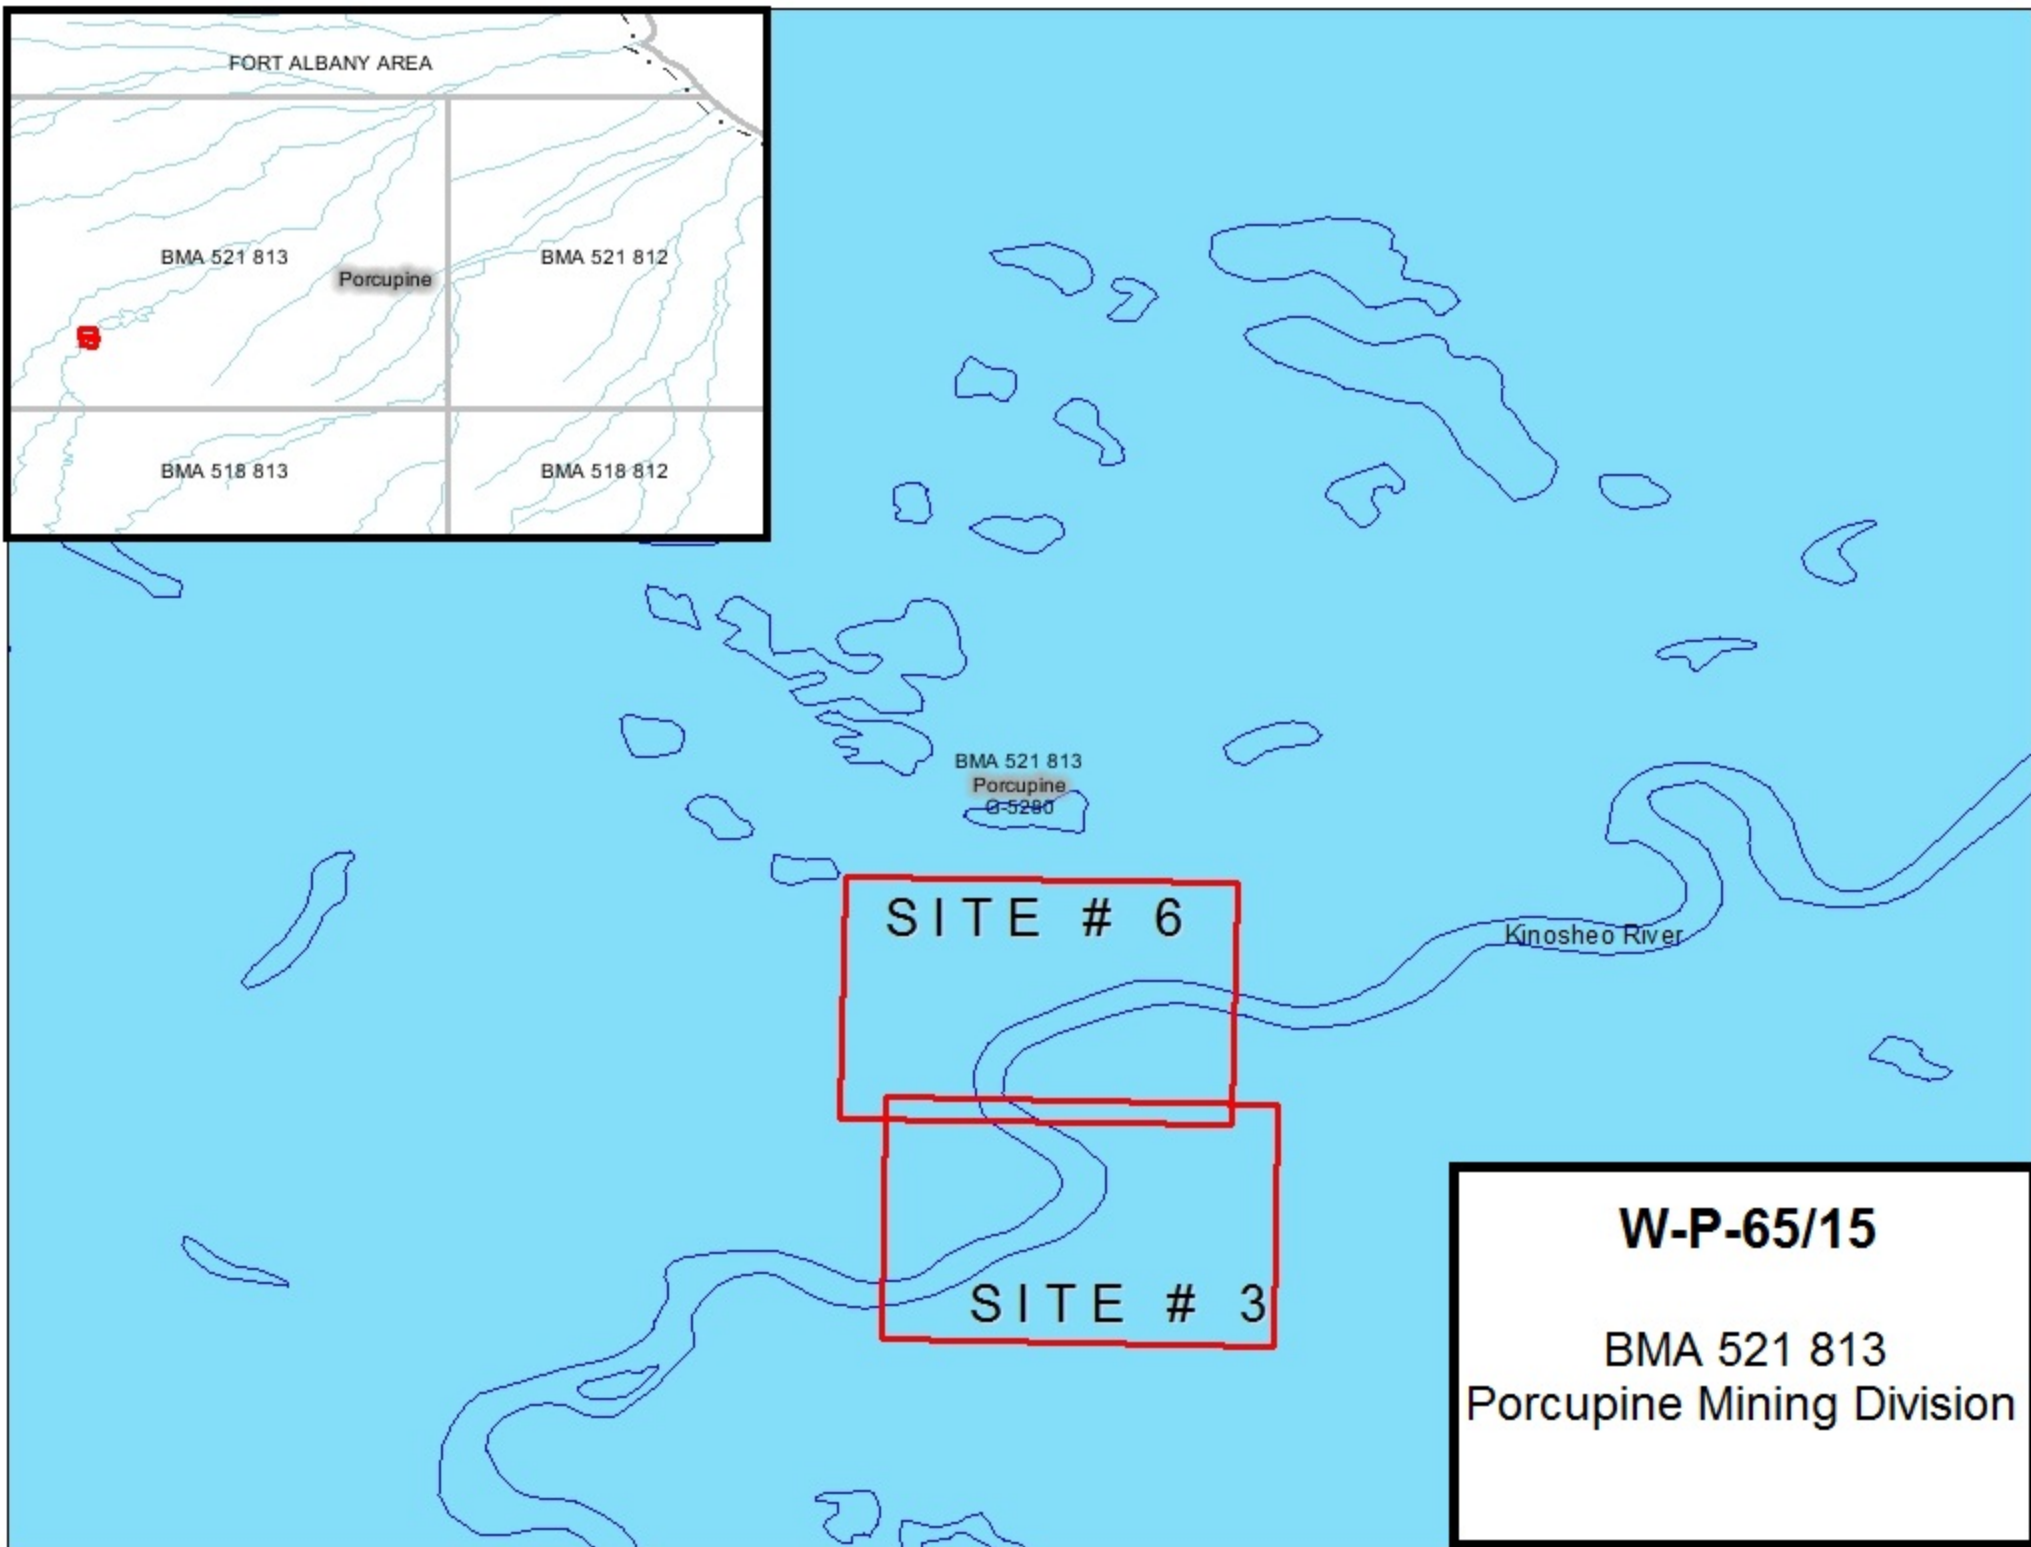 FORT ALBANY AREA
BMA 521 813
BMA 521 812
Porcupine
BMA 518 813
BMA 518 812
BMA 521 813
Porcupine
G-5280
SITE # 6
Kinosheo River
SITE # 3
W-P-65/15
BMA 521 813
Porcupine Mining Division